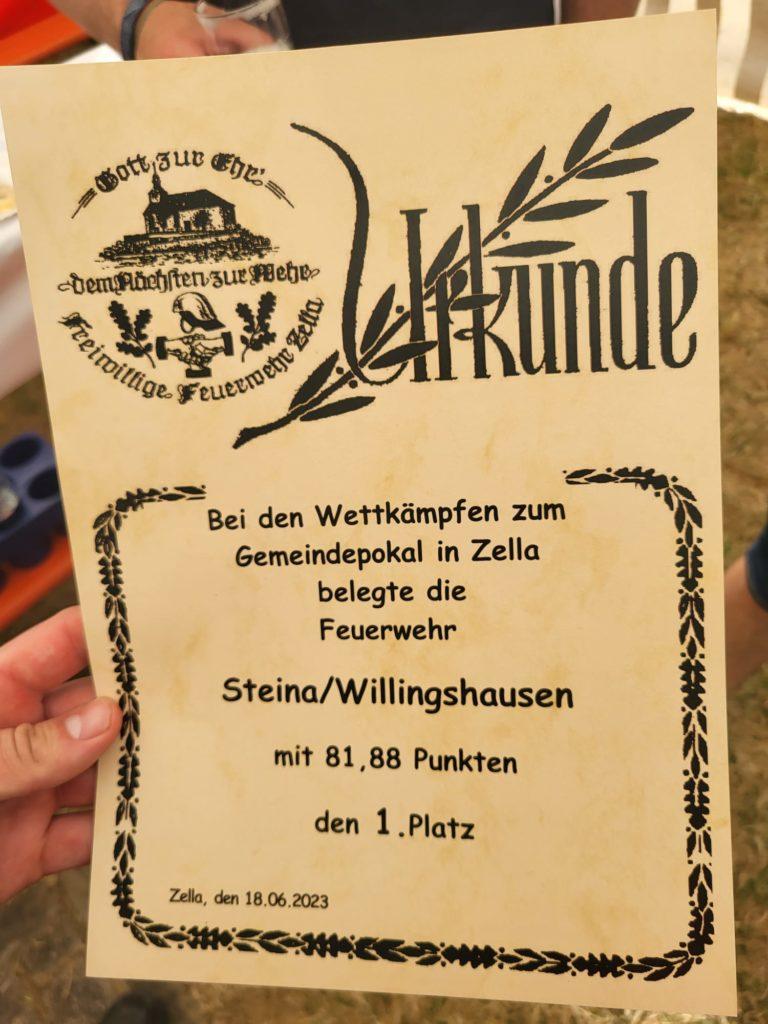 Gott zur Ehr'
dem Nächsten zur Wehr
Freiwillige Feuerwehr Zella
Urkunde
Bei den Wettkämpfen zum
Gemeindepokal in Zella
belegte die
Feuerwehr
Steina/Willingshausen
mit 81,88 Punkten
den 1.Platz
Zella, den 18.06.2023